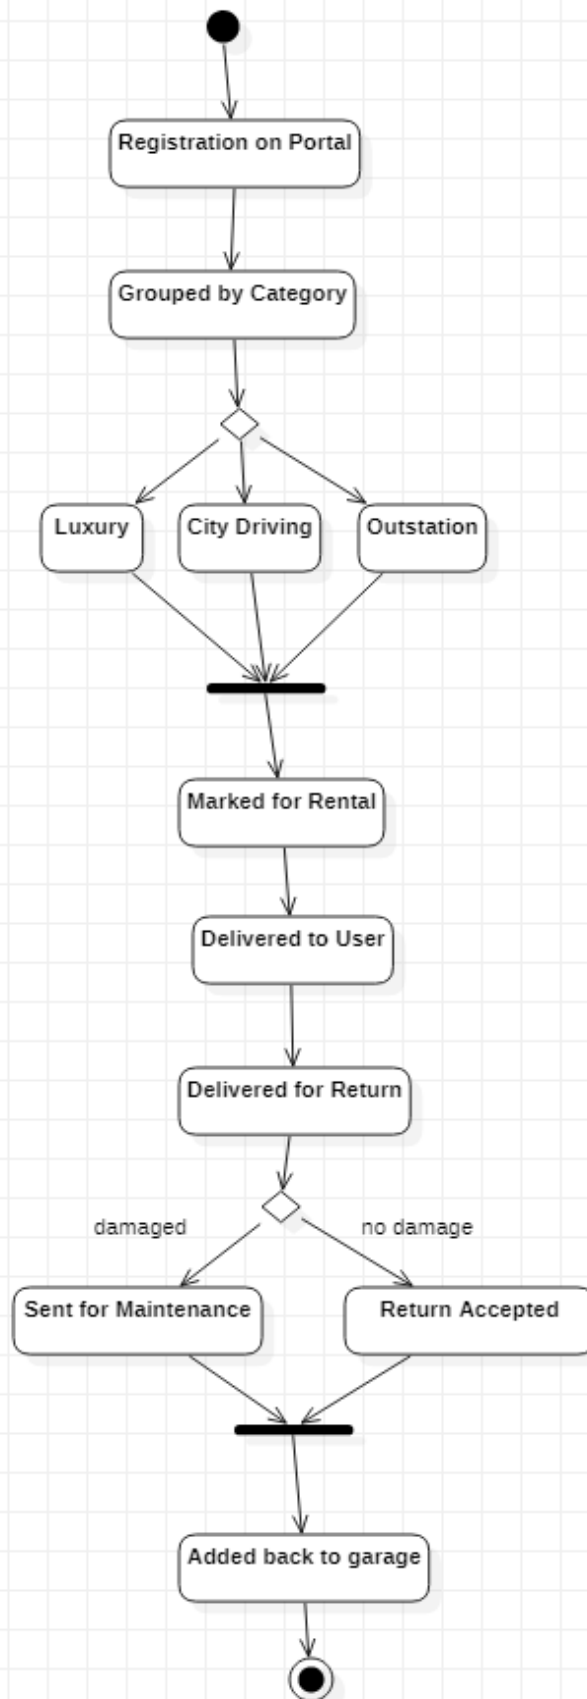 Registration on Portal
Grouped by Category
Luxury
City Driving
Outstation
Marked for Rental
Delivered to User
Delivered for Return
damaged
no damage
Sent for Maintenance
Return Accepted
Added back to garage